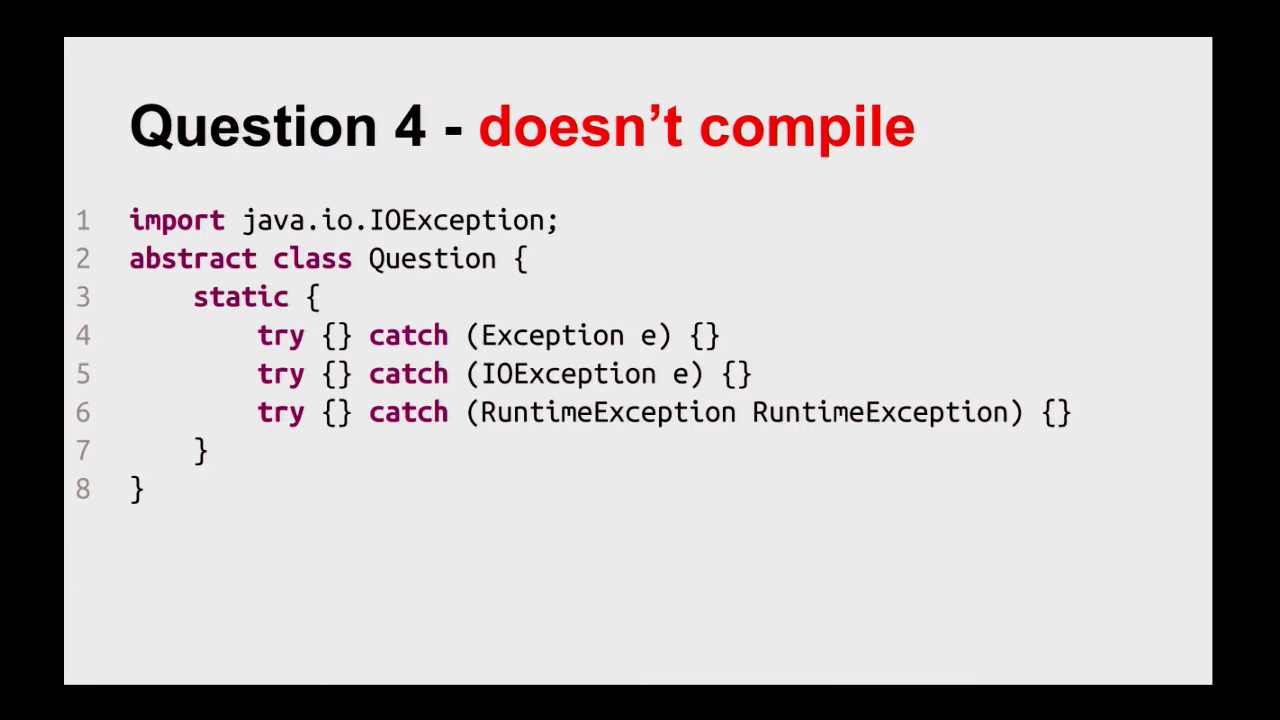 Question 4 - doesn’t compile
1 import java.io.IOException;
2 abstract class Question {
3     static {
4         try {} catch (Exception e) {}
5         try {} catch (IOException e) {}
6         try {} catch (RuntimeException RuntimeException) {}
7     }
8 }